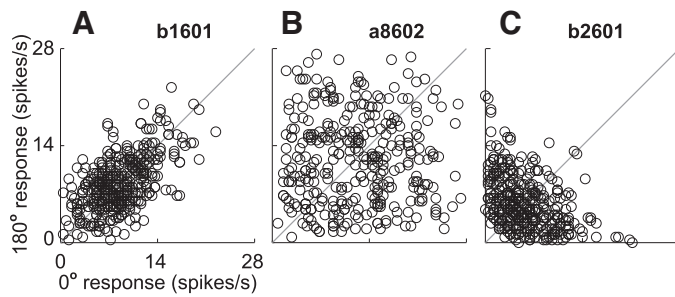 A b1601 B a8602 C b2601
28
14
0
180° response (spikes/s)
0 14 28
0° response (spikes/s)